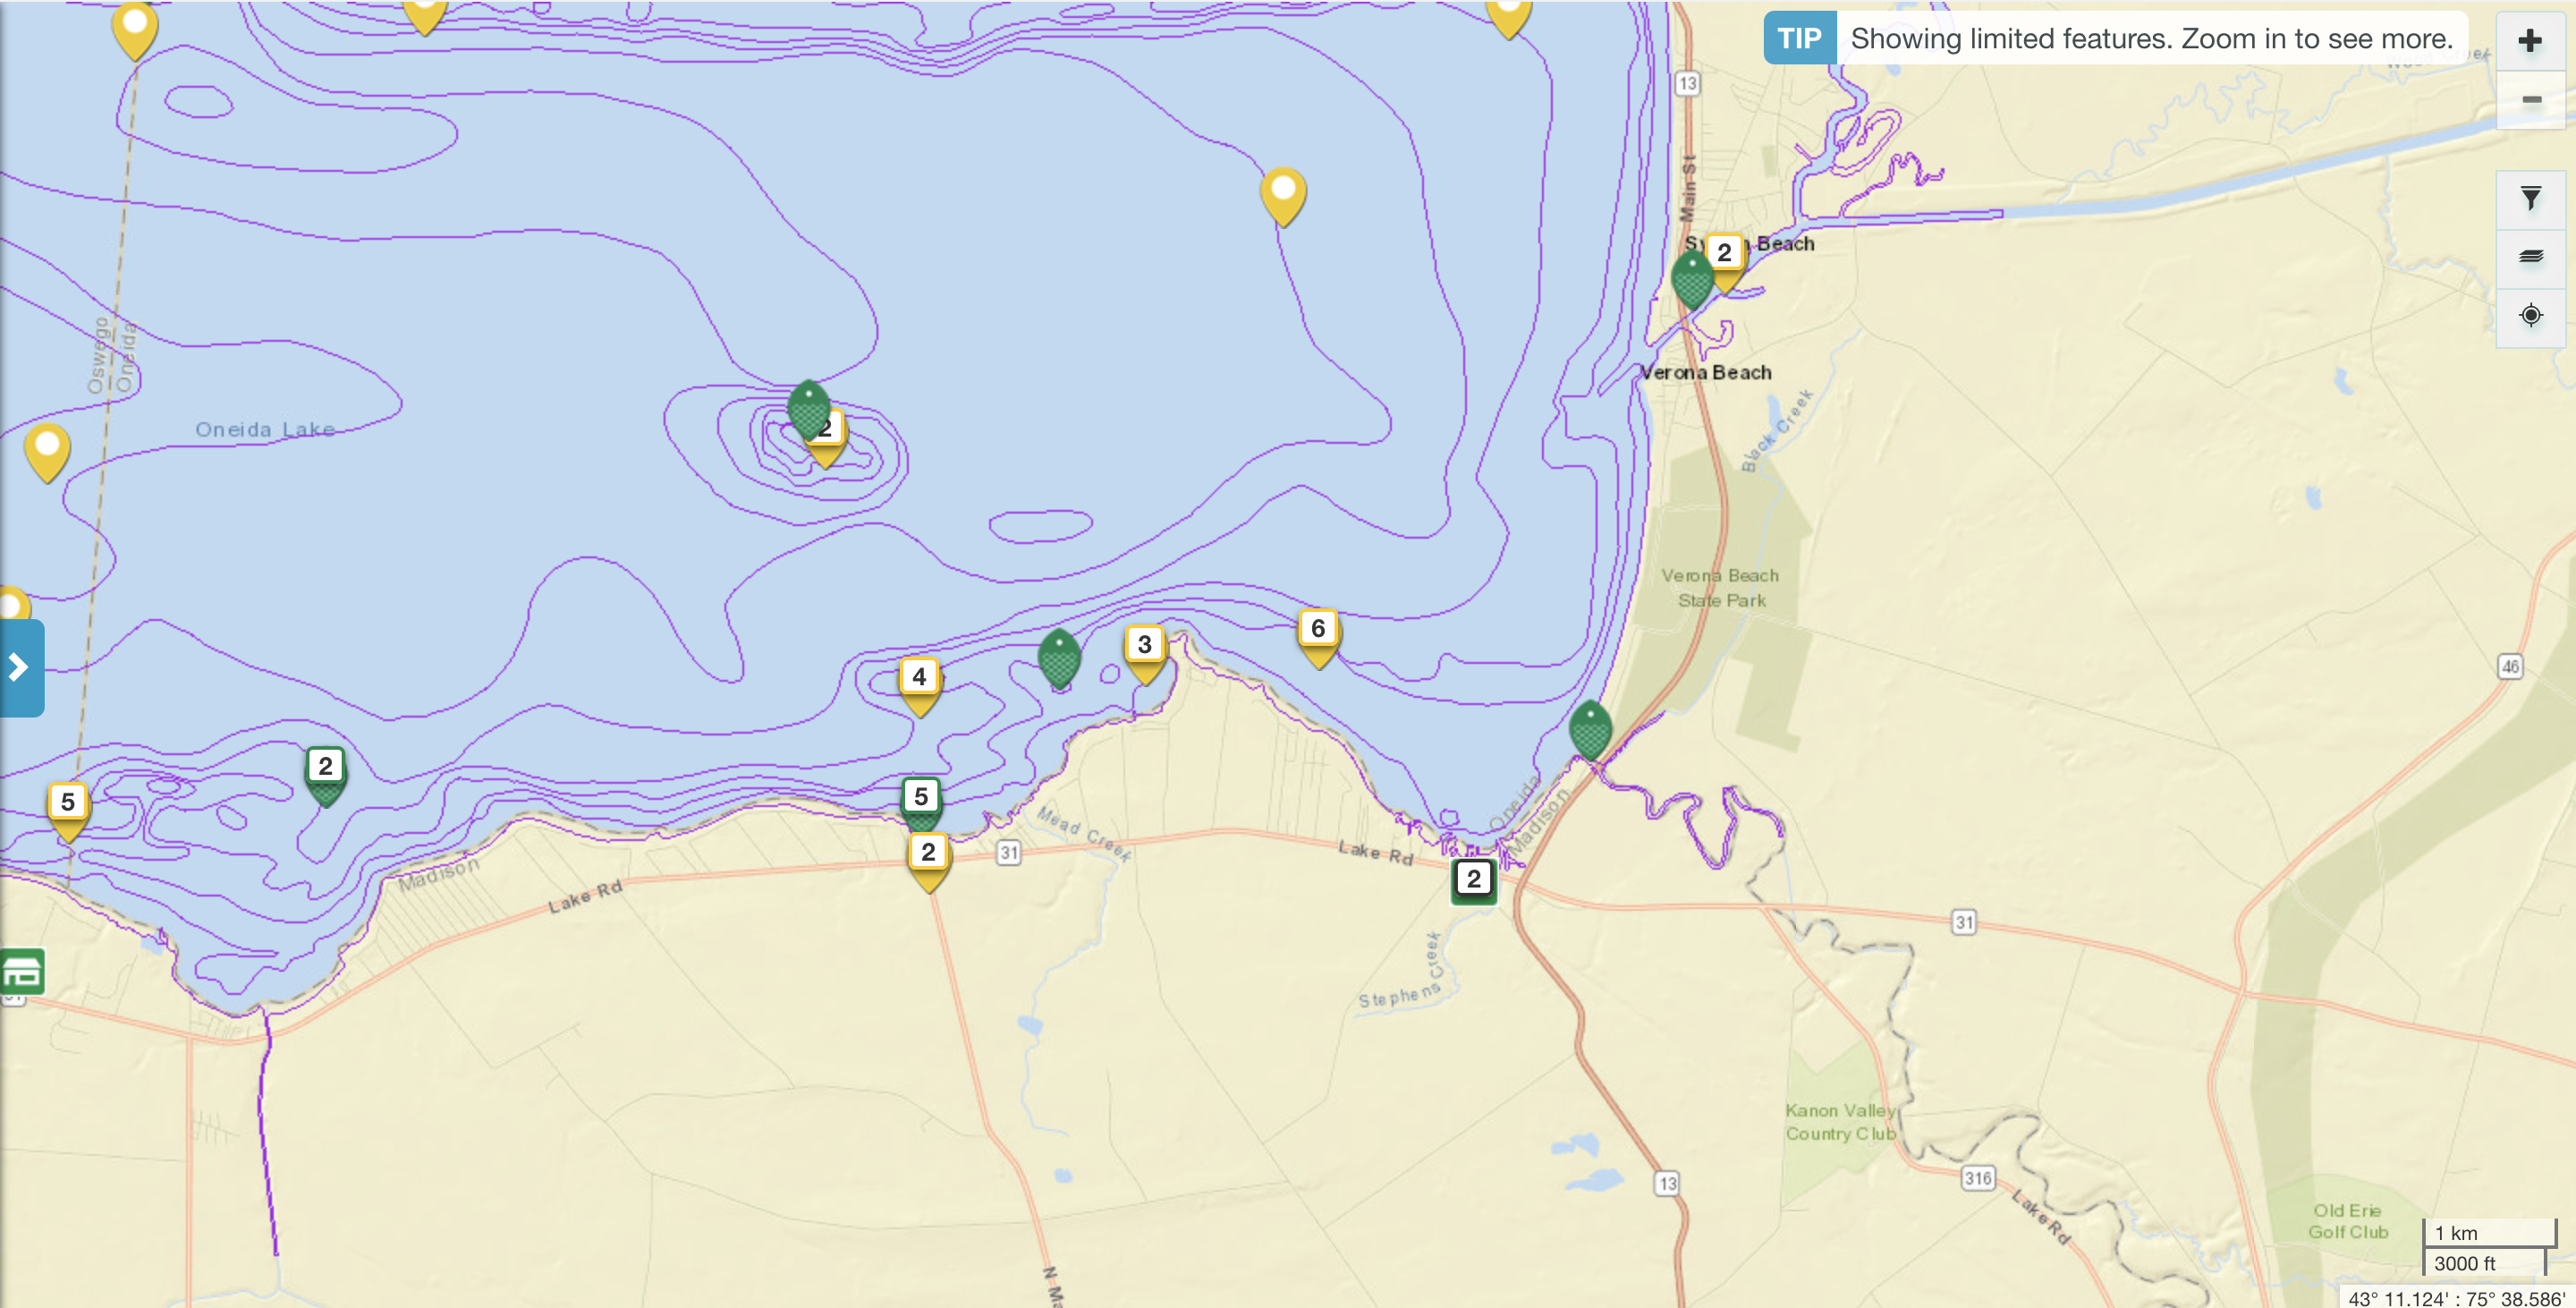 TIP Showing limited features. Zoom in to see more.
13
Main St
Beach
2
Verona Beach
Black Creek
Oswego
Oneida
Oneida Lake
2
Verona Beach
State Park
6
3
4
46
2
5
5
2
31
Mead Creek
Lake Rd
Oneida
Madison
2
Madison
Lake Rd
31
Stephens Creek
Kanon Valley
Country Club
316
Lake Rd
13
Old Erie
Golf Club
1 km
3000 ft
43° 11.124' : 75° 38.586'